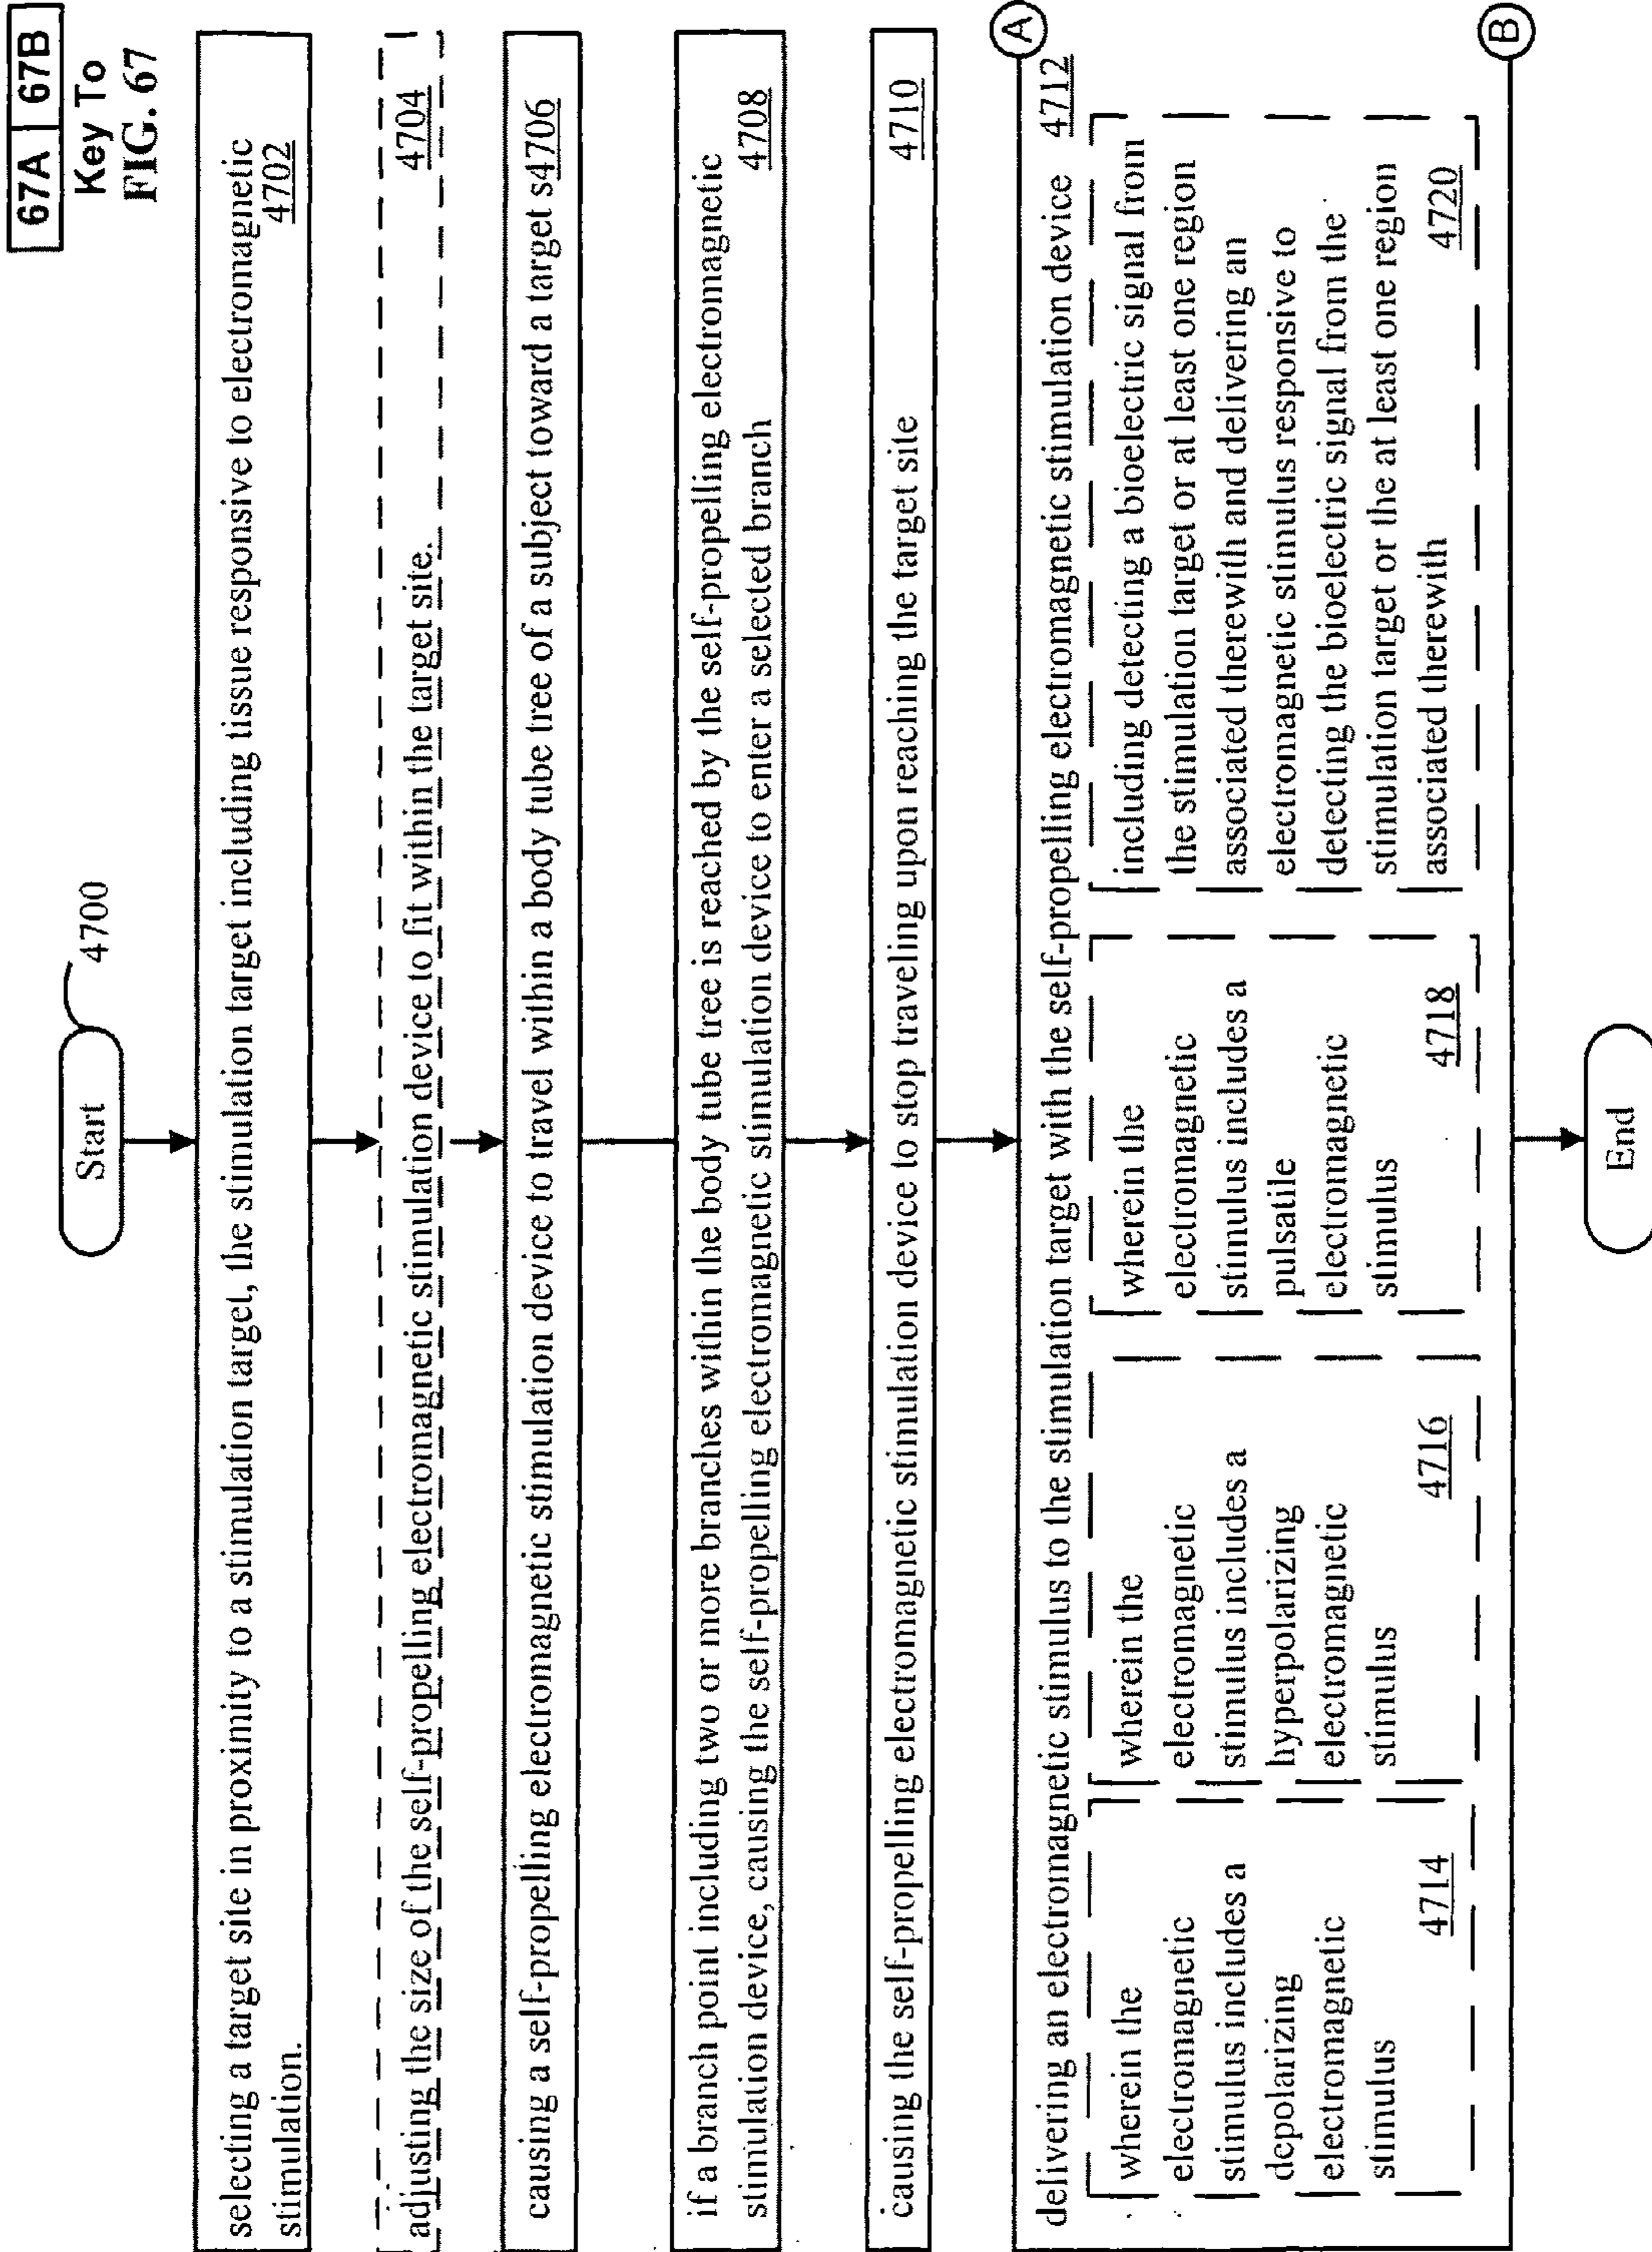 67A | 67B
Key To
FIG. 67
Start
4700
selecting a target site in proximity to a stimulation target, the stimulation target including tissue responsive to electromagnetic
stimulation.
4702
adjusting the size of the self-propelling electromagnetic stimulation device to fit within the target site.
4704
causing a self-propelling electromagnetic stimulation device to travel within a body tube tree of a subject toward a target s4706
if a branch point including two or more branches within the body tube tree is reached by the self-propelling electromagnetic
stimulation device, causing the self-propelling electromagnetic stimulation device to enter a selected branch
4708
causing the self-propelling electromagnetic stimulation device to stop traveling upon reaching the target site
4710
A
delivering an electromagnetic stimulus to the stimulation target with the self-propelling electromagnetic stimulation device 4712
wherein the
electromagnetic
stimulus includes a
depolarizing
electromagnetic
stimulus
4714
wherein the
electromagnetic
stimulus includes a
hyperpolarizing
electromagnetic
stimulus
4716
wherein the
electromagnetic
stimulus includes a
pulsatile
electromagnetic
stimulus
4718
including detecting a bioelectric signal from
the stimulation target or at least one region
associated therewith and delivering an
electromagnetic stimulus responsive to
detecting the bioelectric signal from the
stimulation target or the at least one region
associated therewith
4720
B
End